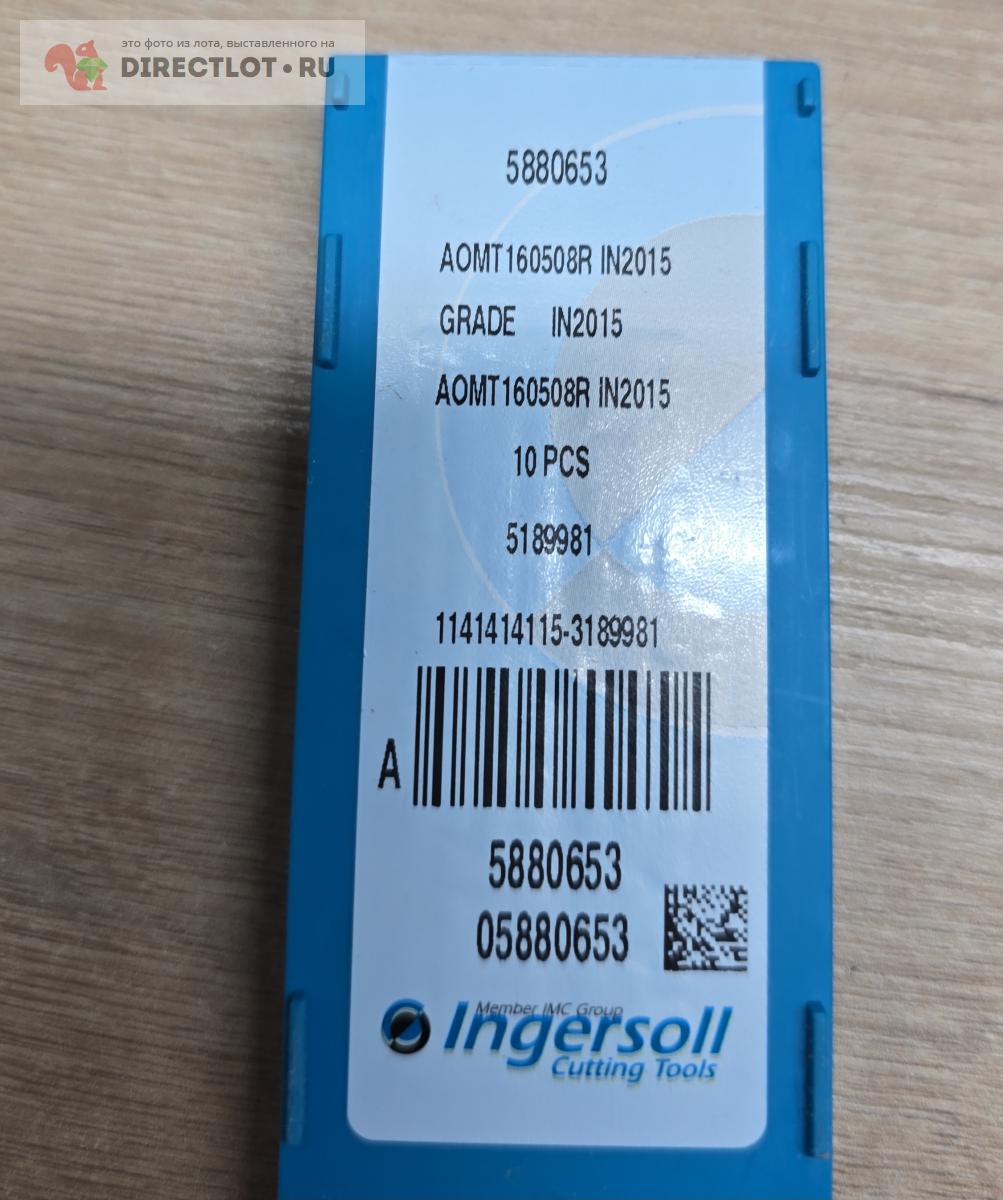 это фото из лота, выставленного на
DIRECTLOT•RU
5880653
AOMT160508R IN2015
GRADE IN2015
AOMT160508R IN2015
10 PCS
5189981
1141414115-3189981
A
5880653
05880653
Member IMC Group
Ingersoll
Cutting Tools